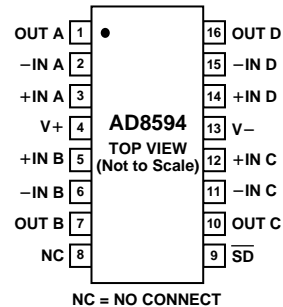 OUT A 1 16 OUT D
−IN A 2 15 −IN D
+IN A 3 14 +IN D
V+ 4 AD8594 13 V−
TOP VIEW
+IN B 5 (Not to Scale) 12 +IN C
−IN B 6 11 −IN C
OUT B 7 10 OUT C
NC 8 9 S̅D̅
NC = NO CONNECT